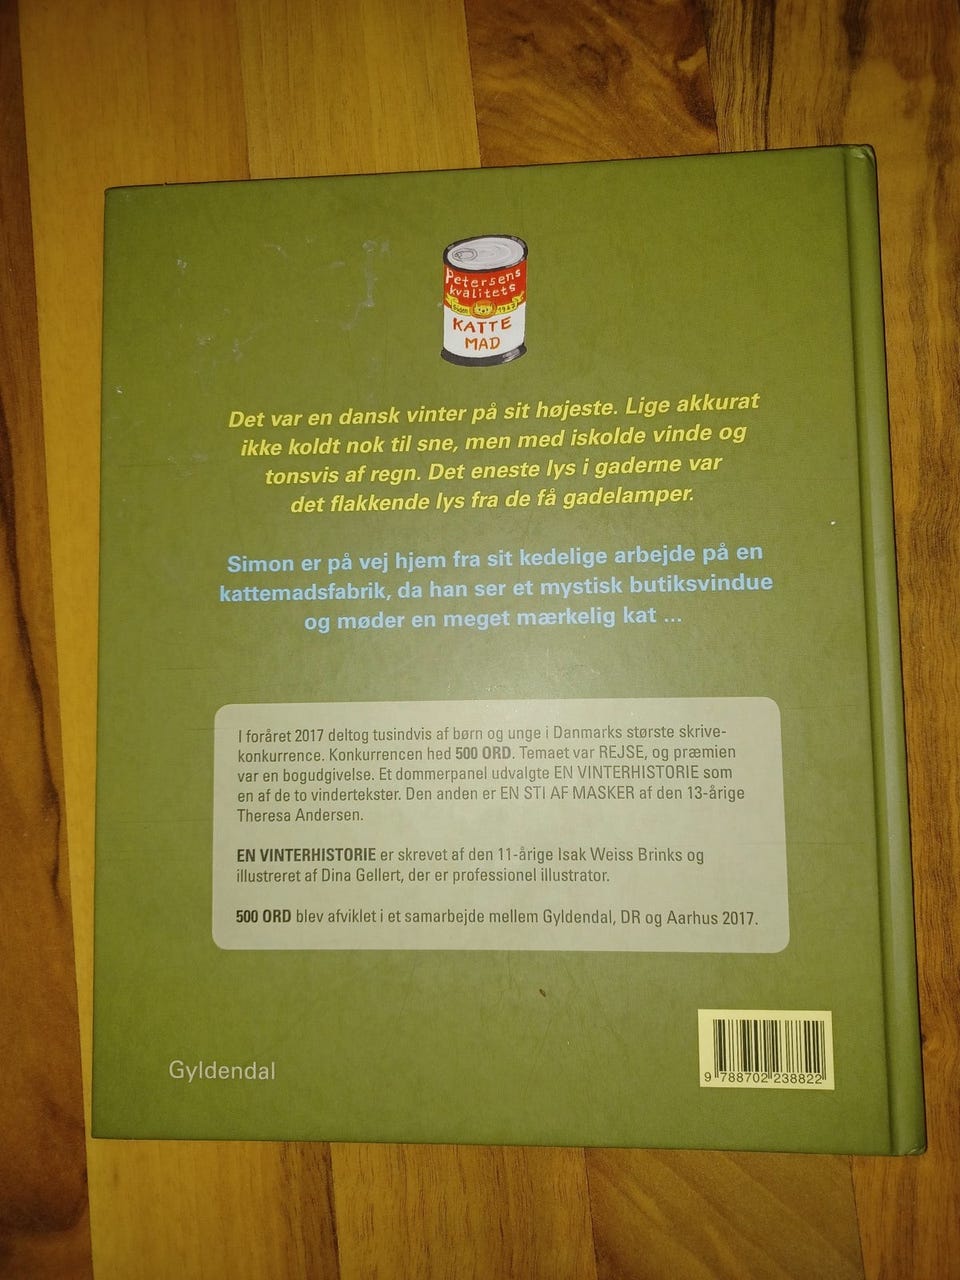 Petersens
kvalitets
Siden 1967
KATTE
MAD
Det var en dansk vinter på sit højeste. Lige akkurat
ikke koldt nok til sne, men med iskolde vinde og
tonsvis af regn. Det eneste lys i gaderne var
det flakkende lys fra de få gadelamper.
Simon er på vej hjem fra sit kedelige arbejde på en
kattemadsfabrik, da han ser et mystisk butiksvindue
og møder en meget mærkelig kat ...
I foråret 2017 deltog tusindvis af børn og unge i Danmarks største skrive-
konkurrence. Konkurrencen hed 500 ORD. Temaet var REJSE, og præmien
var en bogudgivelse. Et dommerpanel udvalgte EN VINTERHISTORIE som
en af de to vindertekster. Den anden er EN STI AF MASKER af den 13-årige
Theresa Andersen.
EN VINTERHISTORIE er skrevet af den 11-årige Isak Weiss Brinks og
illustreret af Dina Gellert, der er professionel illustrator.
500 ORD blev afviklet i et samarbejde mellem Gyldendal, DR og Aarhus 2017.
Gyldendal
9 788702 238822